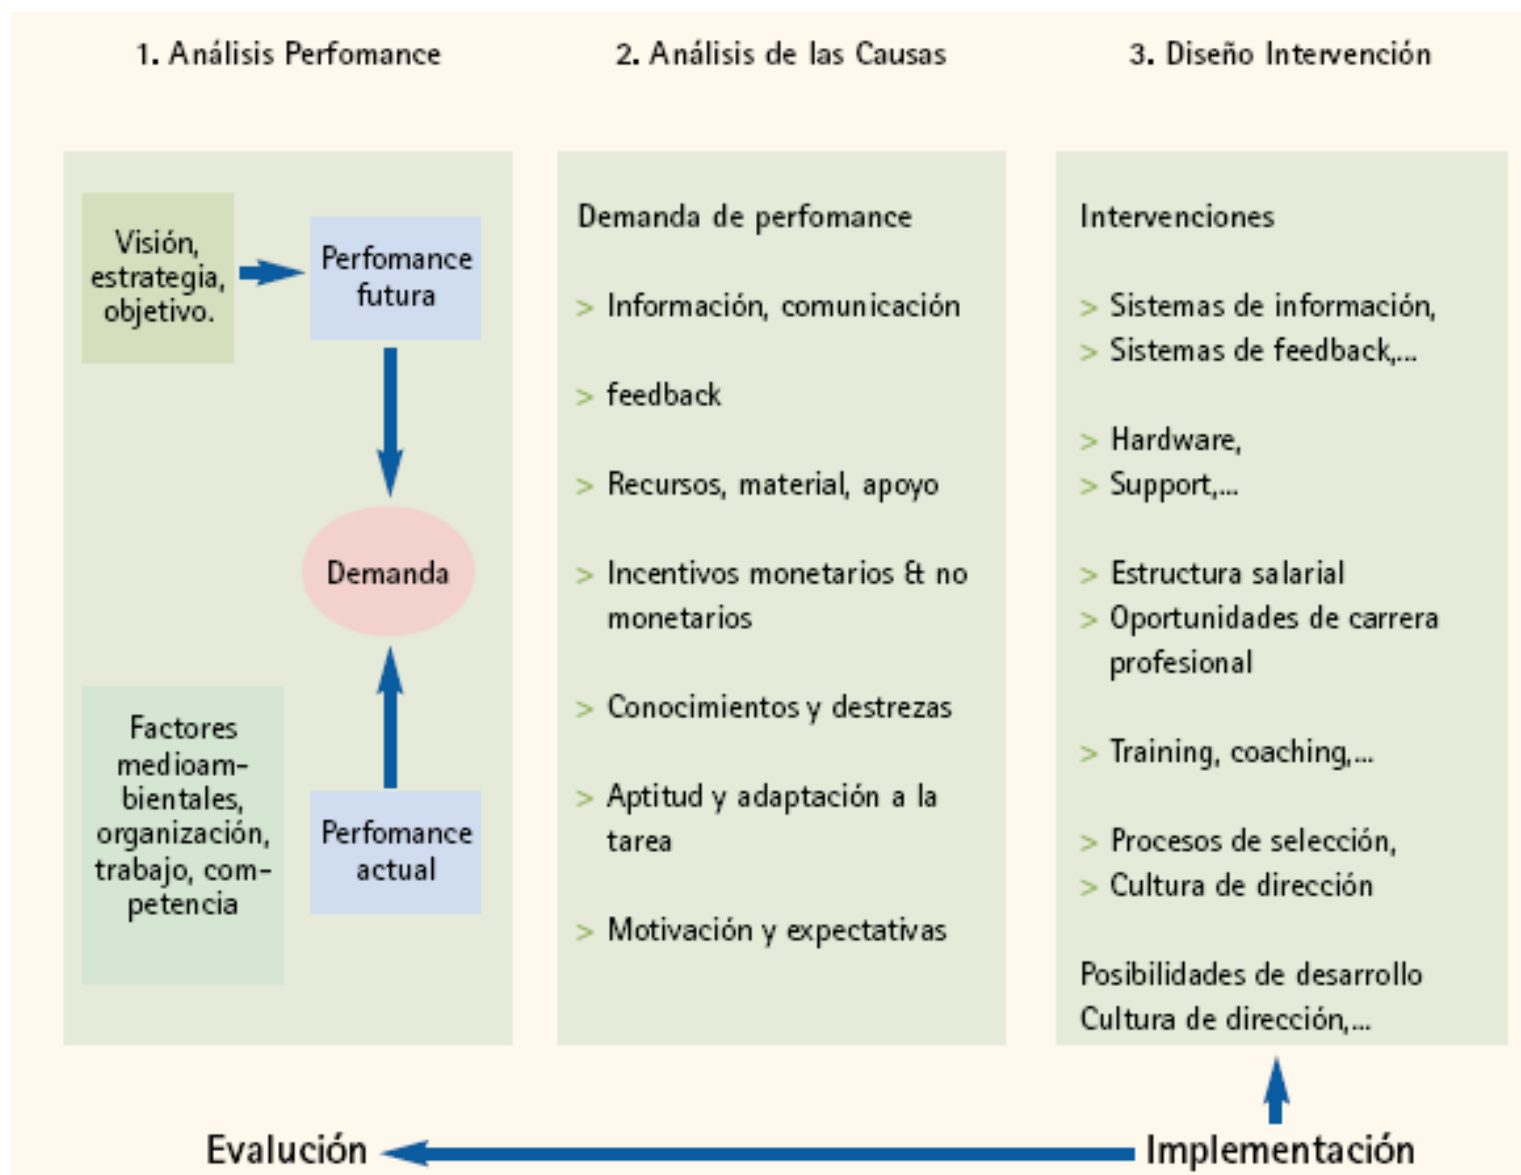 1. Análisis Perfomance
2. Análisis de las Causas
3. Diseño Intervención
Visión,
estrategia,
objetivo.
Perfomance
futura
Demanda
Factores
medioam-
bientales,
organización,
trabajo, com-
petencia
Perfomance
actual
Demanda de perfomance
> Información, comunicación
> feedback
> Recursos, material, apoyo
> Incentivos monetarios & no
monetarios
> Conocimientos y destrezas
> Aptitud y adaptación a la
tarea
> Motivación y expectativas
Intervenciones
> Sistemas de información,
> Sistemas de feedback,...
> Hardware,
> Support,...
> Estructura salarial
> Oportunidades de carrera
profesional
> Training, coaching,...
> Procesos de selección,
> Cultura de dirección
Posibilidades de desarrollo
Cultura de dirección,...
Evalución
Implementación